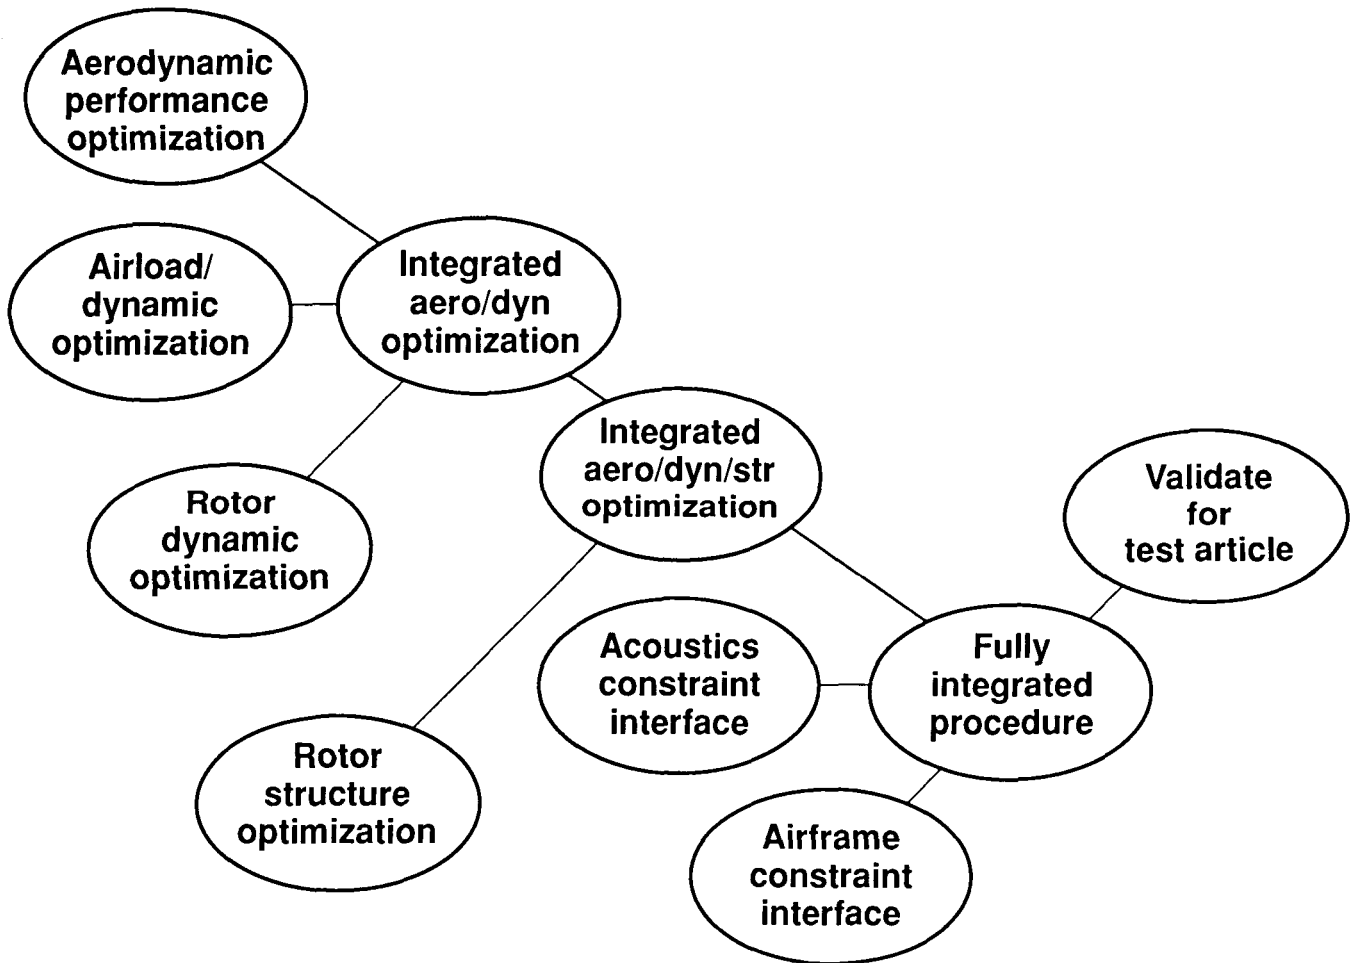 Aerodynamic
performance
optimization
Airload/
dynamic
optimization
Integrated
aero/dyn
optimization
Rotor
dynamic
optimization
Integrated
aero/dyn/str
optimization
Validate
for
test article
Acoustics
constraint
interface
Fully
integrated
procedure
Rotor
structure
optimization
Airframe
constraint
interface